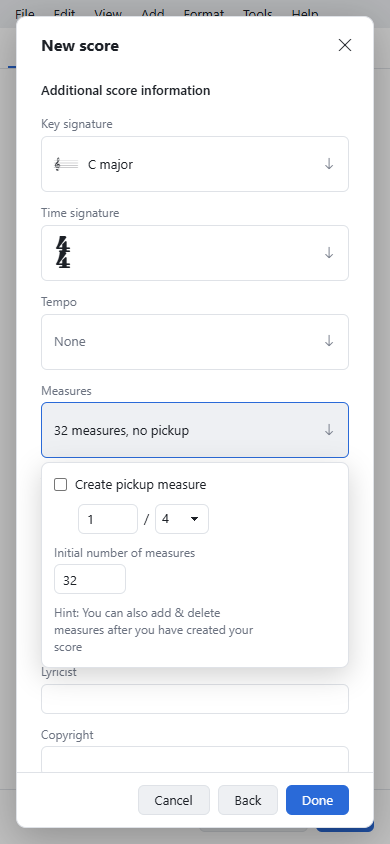 File Edit View Add Format Tools Help
New score
Additional score information
Key signature
C major
Time signature
4
4
Tempo
None
Measures
32 measures, no pickup
Create pickup measure
1 / 4
Initial number of measures
32
Hint: You can also add & delete
measures after you have created your
score
Lyricist
Copyright
Cancel Back Done